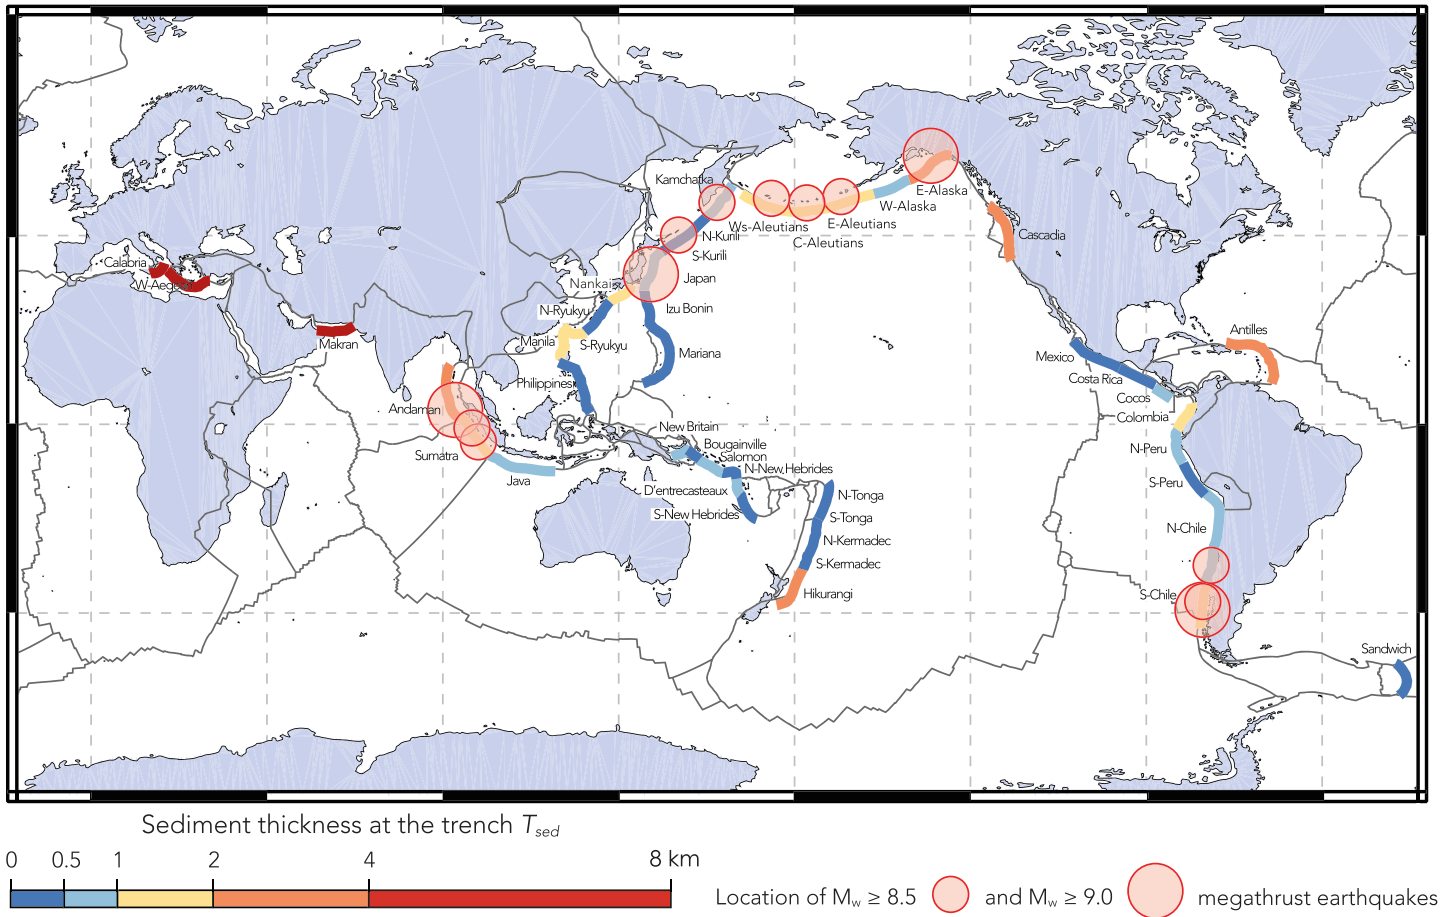 Kamchatka
E-Alaska
W-Alaska
Ws-Aleutians
E-Aleutians
C-Aleutians
N-Kurili
S-Kurili
Cascadia
Calabria
W-Aegean
Japan
Nankai
Izu Bonin
N-Ryukyu
Makran
Manila
S-Ryukyu
Mariana
Antilles
Mexico
Costa Rica
Philippines
Cocos
Andaman
Colombia
New Britain
Bougainville
Salomon
N-Peru
Sumatra
N-New Hebrides
Java
S-Peru
D'entrecasteaux
N-Tonga
S-New Hebrides
S-Tonga
N-Chile
N-Kermadec
S-Kermadec
Hikurangi
S-Chile
Sandwich
Sediment thickness at the trench Tsed
0 0.5 1 2 4 8 km
Location of Mw ≥ 8.5 and Mw ≥ 9.0 megathrust earthquakes